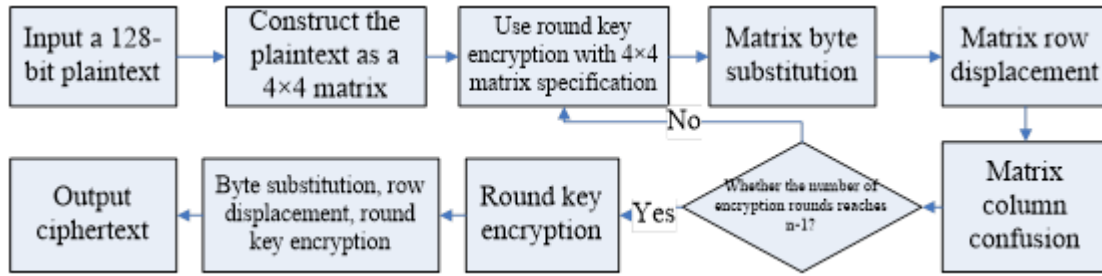 Input a 128-
bit plaintext
Construct the
plaintext as a
4×4 matrix
Use round key
encryption with 4×4
matrix specification
Matrix byte
substitution
Matrix row
displacement
No
Matrix
column
confusion
Whether the number of
encryption rounds reaches
n-1?
Yes
Round key
encryption
Byte substitution, row
displacement, round
key encryption
Output
ciphertext